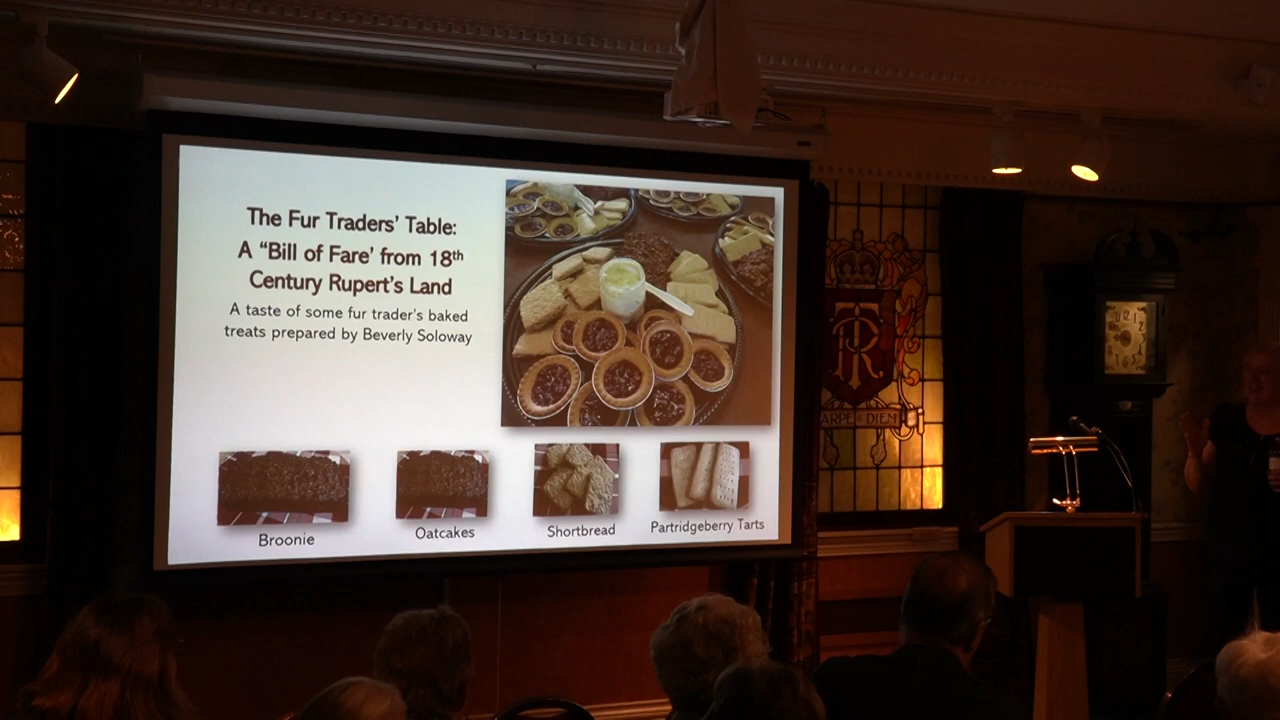 The Fur Traders' Table:
A “Bill of Fare’ from 18th
Century Rupert's Land
A taste of some fur trader's baked
treats prepared by Beverly Soloway
Broonie
Oatcakes
Shortbread
Partridgeberry Tarts
ARPE DIEM